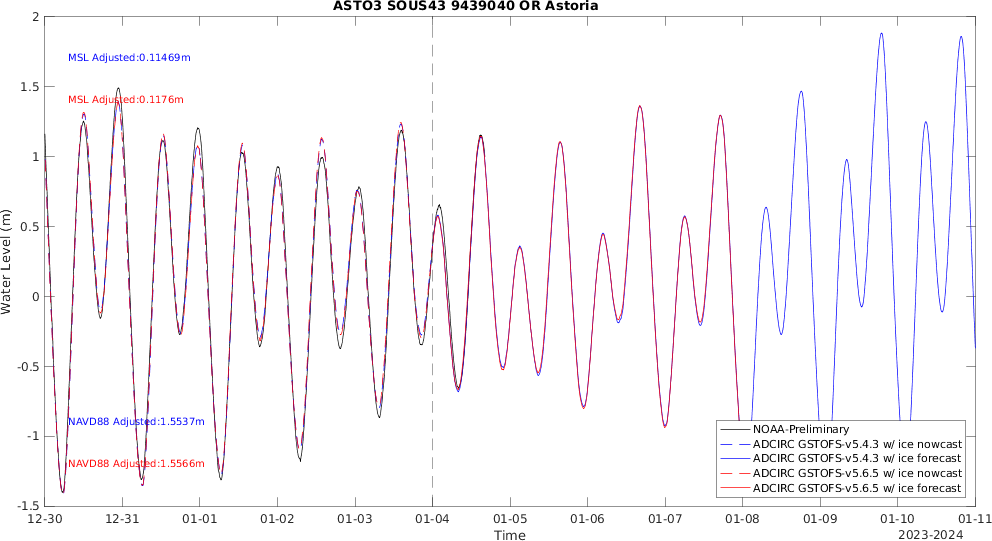 ASTO3 SOUS43 9439040 OR Astoria
2
1.5
1
0.5
0
-0.5
-1
-1.5
Water Level (m)
MSL Adjusted:0.11469m
MSL Adjusted:0.1176m
NAVD88 Adjusted:1.5537m
NAVD88 Adjusted:1.5566m
NOAA-Preliminary
ADCIRC GSTOFS-v5.4.3 w/ ice nowcast
ADCIRC GSTOFS-v5.4.3 w/ ice forecast
ADCIRC GSTOFS-v5.6.5 w/ ice nowcast
ADCIRC GSTOFS-v5.6.5 w/ ice forecast
12-30 12-31 01-01 01-02 01-03 01-04 01-05 01-06 01-07 01-08 01-09 01-10 01-11
Time
2023-2024